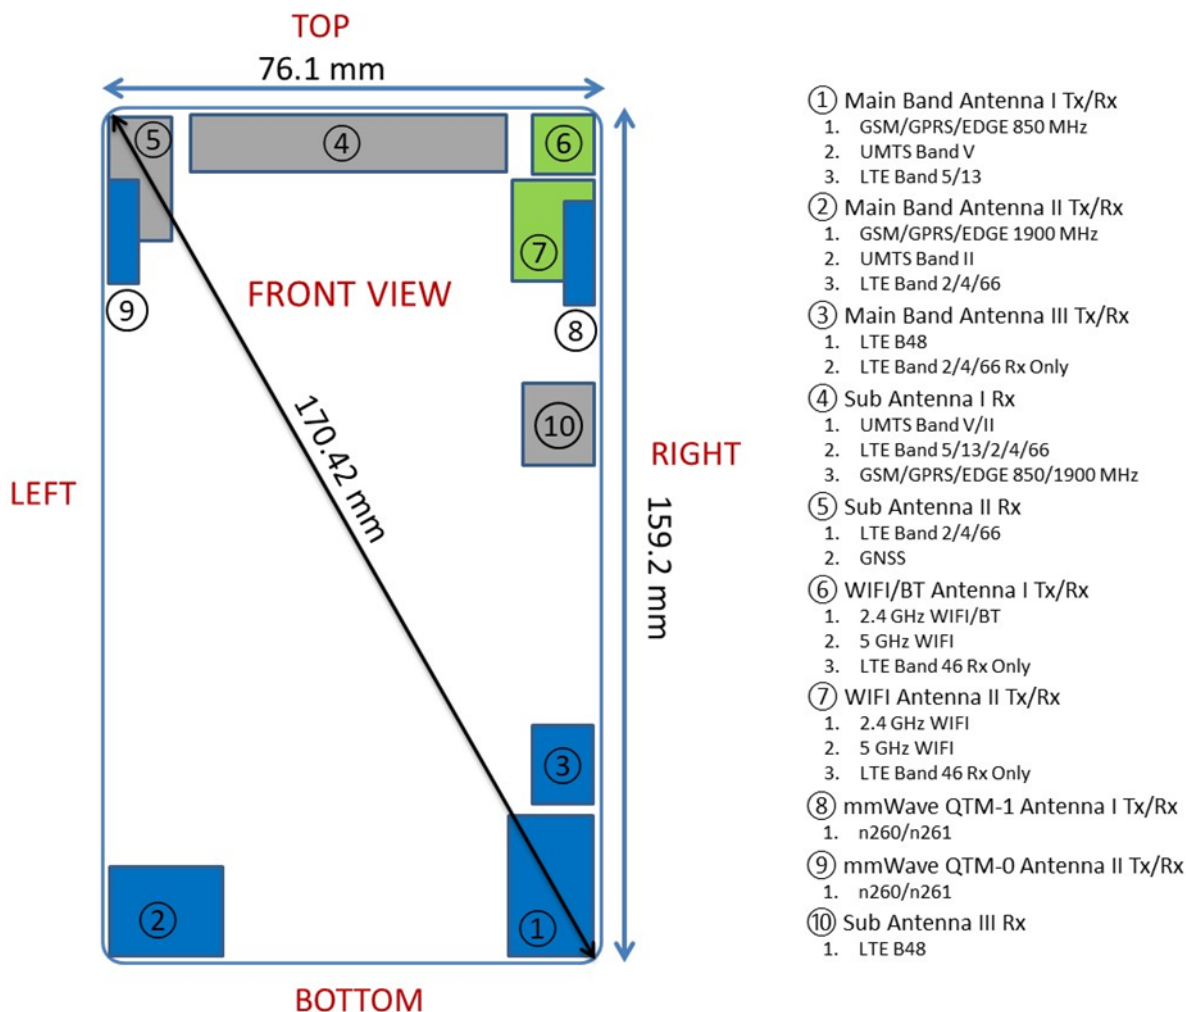 TOP
76.1 mm
5
4
6
7
FRONT VIEW
9
8
170.42 mm
10
RIGHT
LEFT
159.2 mm
3
2
1
BOTTOM
① Main Band Antenna I Tx/Rx
1. GSM/GPRS/EDGE 850 MHz
2. UMTS Band V
3. LTE Band 5/13
② Main Band Antenna II Tx/Rx
1. GSM/GPRS/EDGE 1900 MHz
2. UMTS Band II
3. LTE Band 2/4/66
③ Main Band Antenna III Tx/Rx
1. LTE B48
2. LTE Band 2/4/66 Rx Only
④ Sub Antenna I Rx
1. UMTS Band V/II
2. LTE Band 5/13/2/4/66
3. GSM/GPRS/EDGE 850/1900 MHz
⑤ Sub Antenna II Rx
1. LTE Band 2/4/66
2. GNSS
⑥ WIFI/BT Antenna I Tx/Rx
1. 2.4 GHz WIFI/BT
2. 5 GHz WIFI
3. LTE Band 46 Rx Only
⑦ WIFI Antenna II Tx/Rx
1. 2.4 GHz WIFI
2. 5 GHz WIFI
3. LTE Band 46 Rx Only
⑧ mmWave QTM-1 Antenna I Tx/Rx
1. n260/n261
⑨ mmWave QTM-0 Antenna II Tx/Rx
1. n260/n261
⑩ Sub Antenna III Rx
1. LTE B48